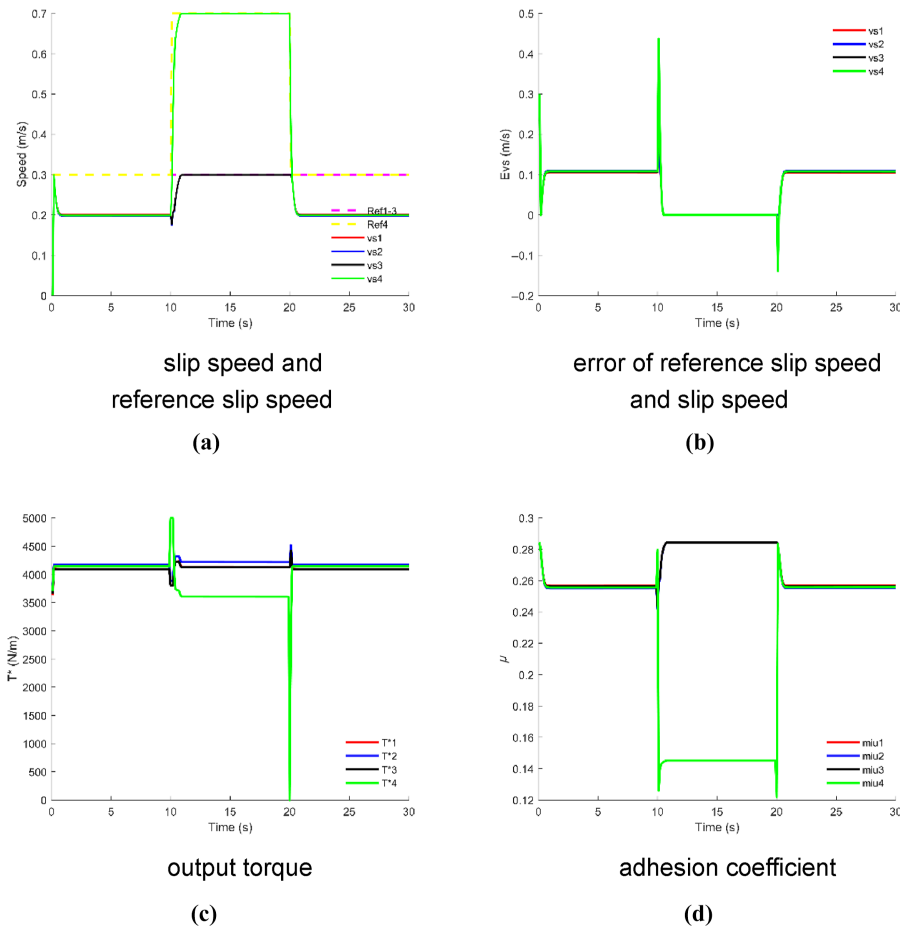 0.7
0.6
0.5
0.4
0.3
0.2
0.1
0
Speed (m/s)
0 5 10 15 20 25 30
Time (s)
Ref1-3
Ref4
vs1
vs2
vs3
vs4
slip speed and
reference slip speed
(a)
0.5
0.4
0.3
0.2
0.1
0
−0.1
−0.2
Evs (m/s)
0 5 10 15 20 25 30
Time (s)
vs1
vs2
vs3
vs4
error of reference slip speed
and slip speed
(b)
5000
4500
4000
3500
3000
2500
2000
1500
1000
500
0
T* (N/m)
0 5 10 15 20 25 30
Time (s)
T*1
T*2
T*3
T*4
output torque
(c)
0.3
0.28
0.26
0.24
0.22
0.2
0.18
0.16
0.14
0.12
μ
0 5 10 15 20 25 30
Time (s)
miu1
miu2
miu3
miu4
adhesion coefficient
(d)